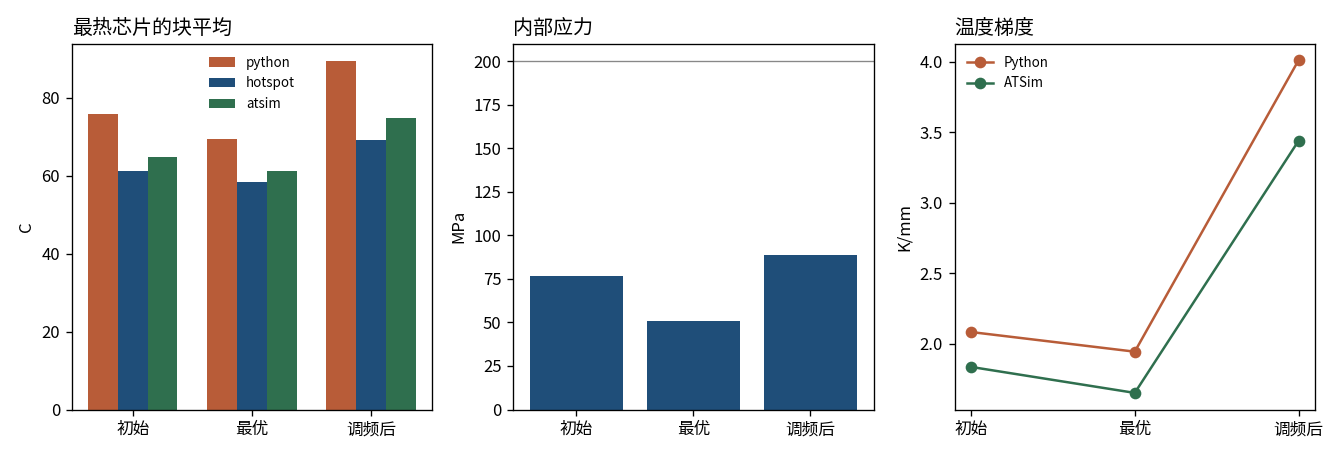 最热芯片的块平均
python
hotspot
atsim
C
80
60
40
20
0
初始
最优
调频后
内部应力
MPa
200
175
150
125
100
75
50
25
0
初始
最优
调频后
温度梯度
Python
ATSim
K/mm
4.0
3.5
3.0
2.5
2.0
初始
最优
调频后